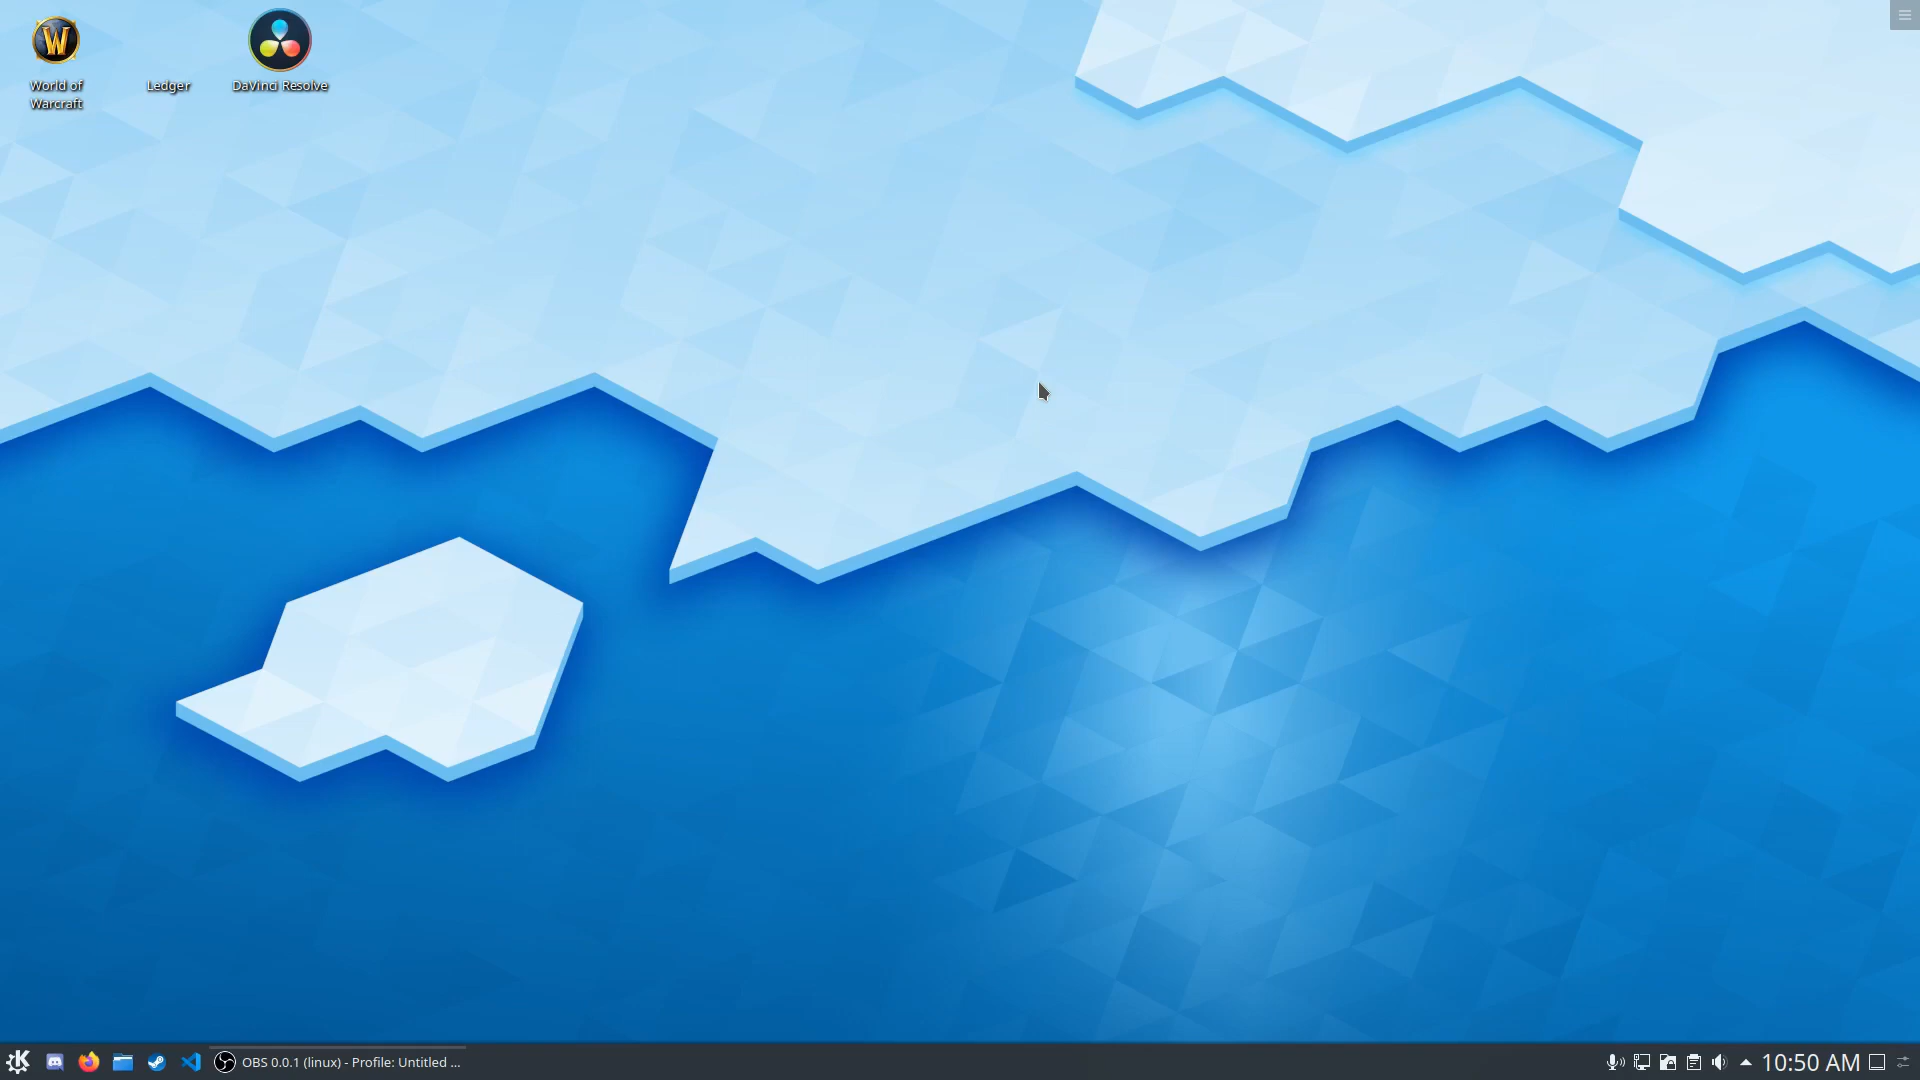 World of
Warcraft
Ledger
DaVinci Resolve
OBS 0.0.1 (linux) - Profile: Untitled ...
10:50 AM